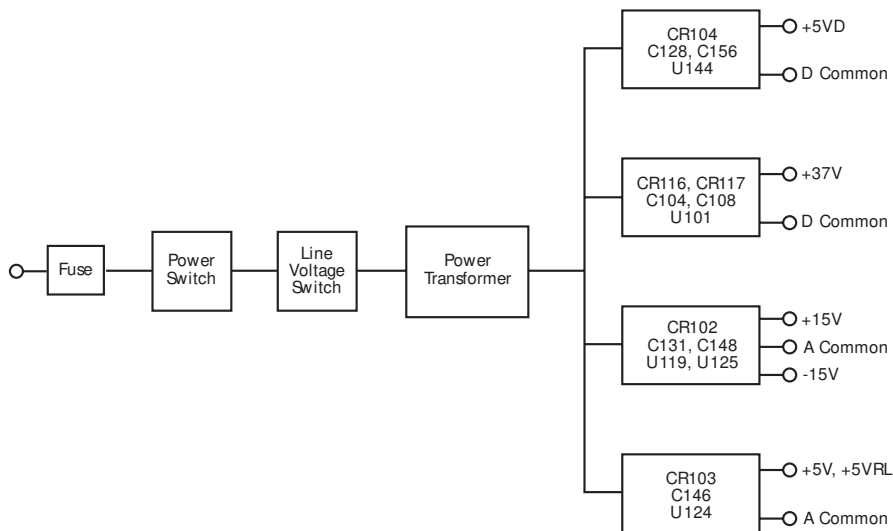 Fuse
Power
Switch
Line
Voltage
Switch
Power
Transformer
CR104
C128, C156
U144
+5VD
D Common
CR116, CR117
C104, C108
U101
+37V
D Common
CR102
C131, C148
U119, U125
+15V
A Common
-15V
CR103
C146
U124
+5V, +5VRL
A Common